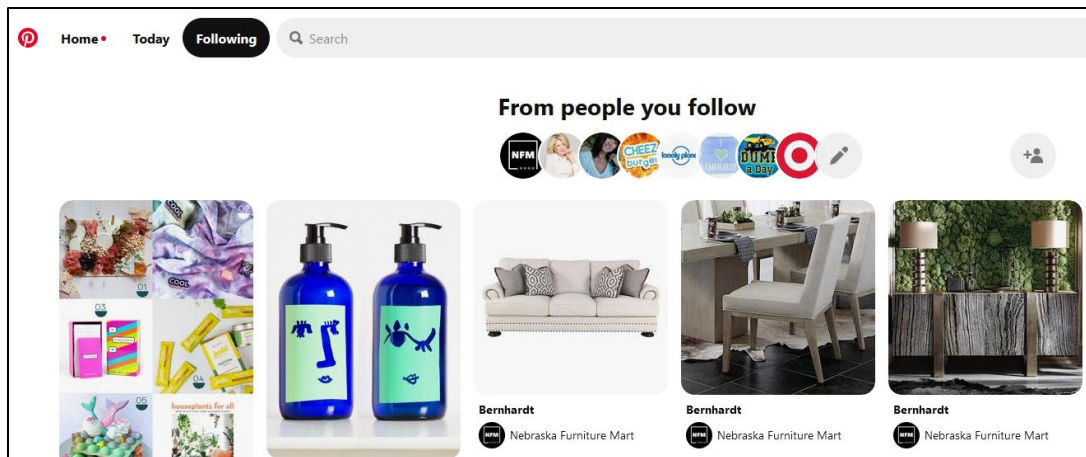 Home Today Following Search
From people you follow
NFM CHEEZ burger lonely planet DUMP a Day
COOL
COOL
01
03
04
05
houseplants for all
Bernhardt Bernhardt Bernhardt
NFM Nebraska Furniture Mart NFM Nebraska Furniture Mart NFM Nebraska Furniture Mart